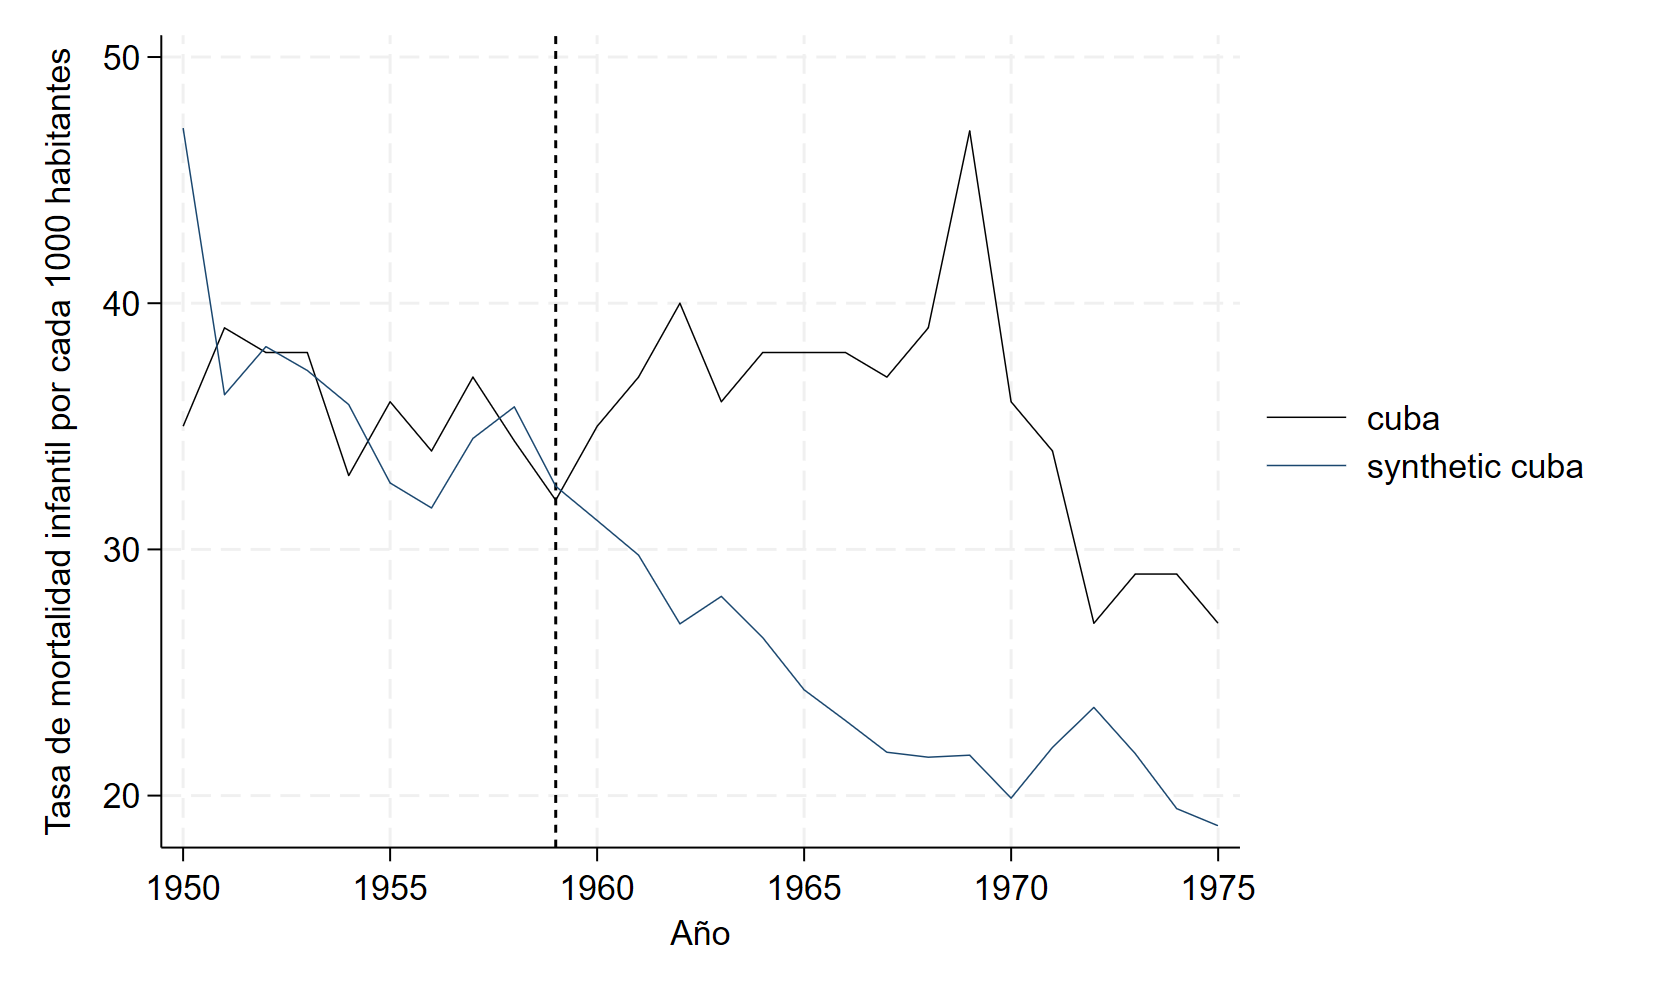 Tasa de mortalidad infantil por cada 1000 habitantes
50
40
30
20
1950 1955 1960 1965 1970 1975
Año
cuba
synthetic cuba